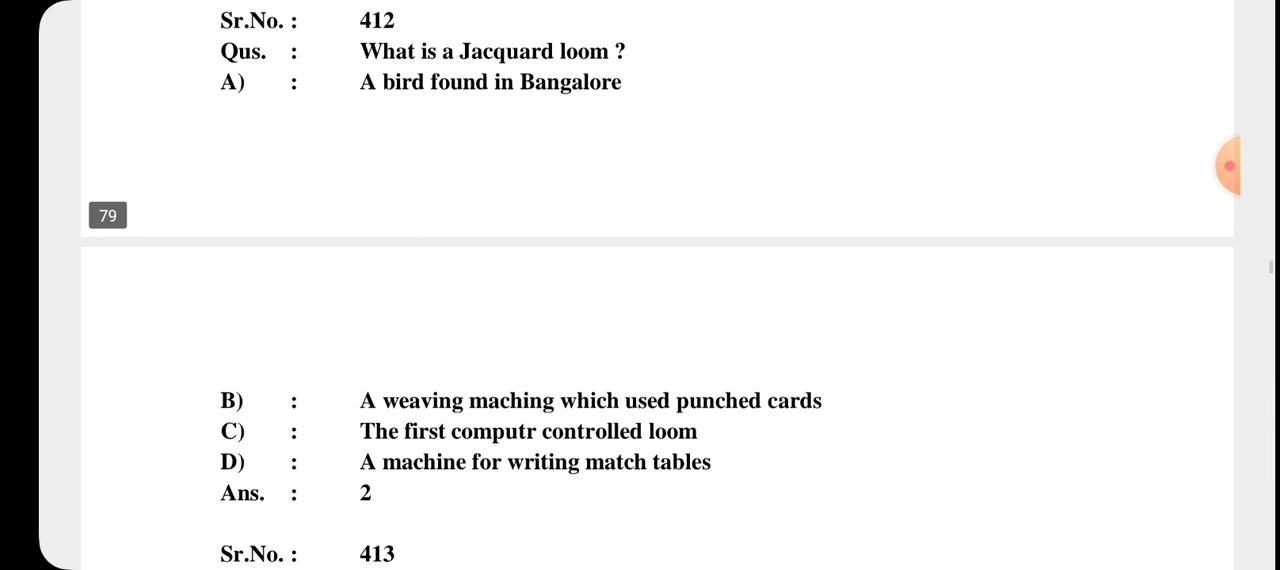 Sr.No. : 412
Qus. : What is a Jacquard loom ?
A) : A bird found in Bangalore
79
B) : A weaving maching which used punched cards
C) : The first computr controlled loom
D) : A machine for writing match tables
Ans. : 2
Sr.No. : 413